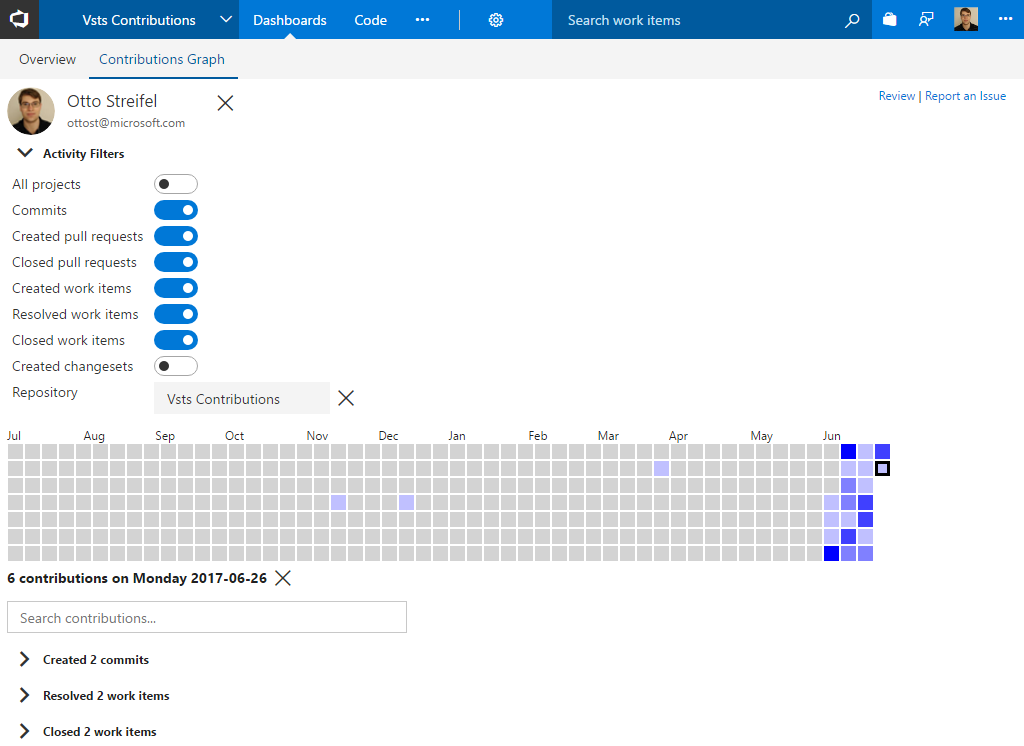 Vsts Contributions Dashboards Code Search work items
Overview Contributions Graph
Otto Streifel
ottost@microsoft.com
Review | Report an Issue
Activity Filters
All projects
Commits
Created pull requests
Closed pull requests
Created work items
Resolved work items
Closed work items
Created changesets
Repository Vsts Contributions
Jul Aug Sep Oct Nov Dec Jan Feb Mar Apr May Jun
6 contributions on Monday 2017-06-26
Search contributions...
Created 2 commits
Resolved 2 work items
Closed 2 work items